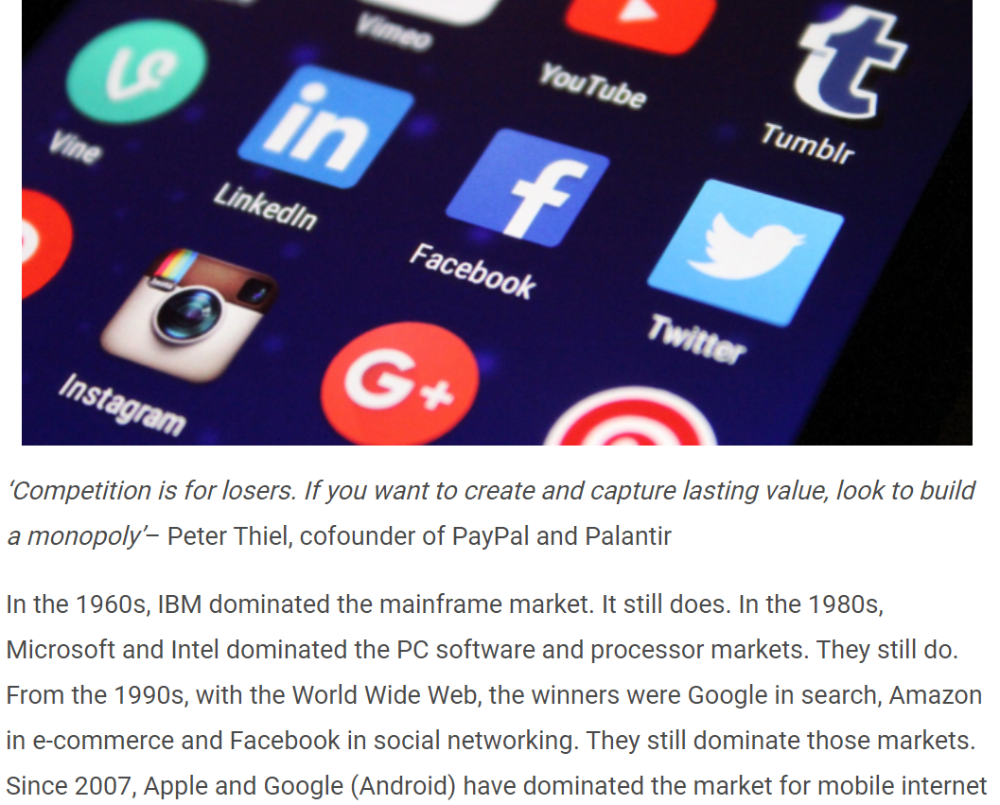 Vimeo
YouTube
Tumblr
Vine
LinkedIn
Facebook
Twitter
Instagram
G+
‘Competition is for losers. If you want to create and capture lasting value, look to build
a monopoly’– Peter Thiel, cofounder of PayPal and Palantir
In the 1960s, IBM dominated the mainframe market. It still does. In the 1980s,
Microsoft and Intel dominated the PC software and processor markets. They still do.
From the 1990s, with the World Wide Web, the winners were Google in search, Amazon
in e-commerce and Facebook in social networking. They still dominate those markets.
Since 2007, Apple and Google (Android) have dominated the market for mobile internet